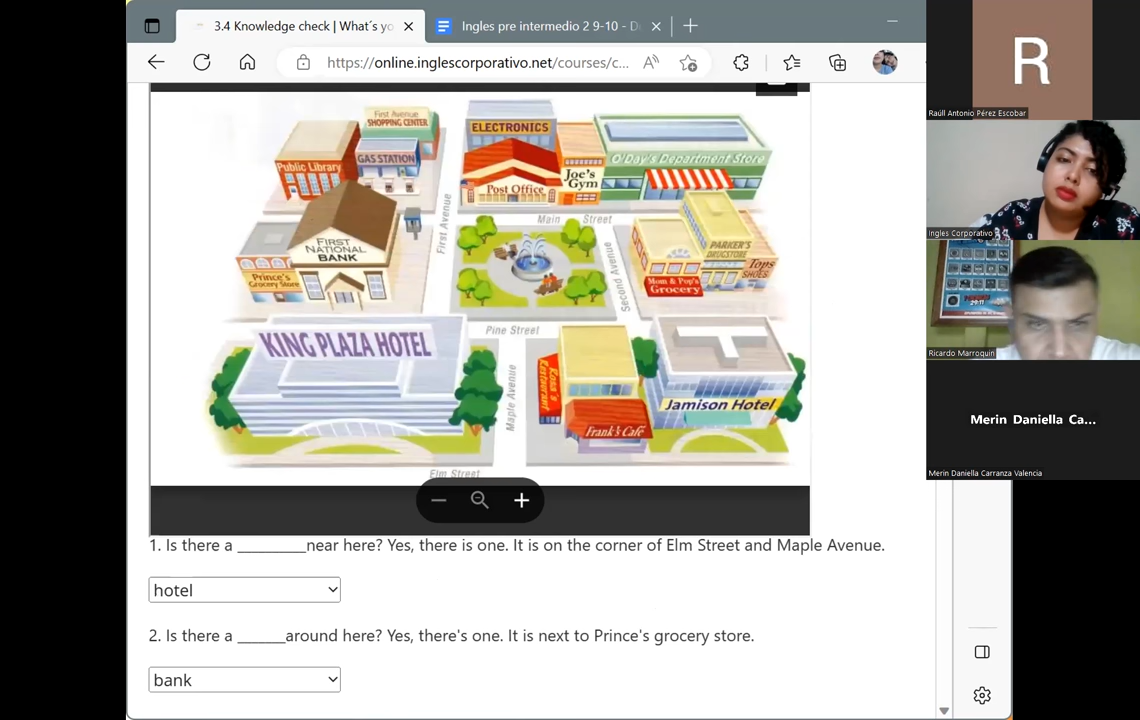 3.4 Knowledge check | What´s yo
Ingles pre intermedio 2 9-10 - D
https://online.inglescorporativo.net/courses/c...
First Avenue
SHOPPING CENTER
GAS STATION
Public Library
FIRST
NATIONAL
BANK
Prince's
Grocery Store
ELECTRONICS
Post Office
Joe's
Gym
O'Day's Department Store
First Avenue
Main Street
Second Avenue
PARKER'S
DRUGSTORE
Tops
SHOES
Mom & Pop's
Grocery
KING PLAZA HOTEL
Pine Street
Maple Avenue
Rosa's
Restaurant
Frank's Cafe
Jamison Hotel
Elm Street
1. Is there a __________near here? Yes, there is one. It is on the corner of Elm Street and Maple Avenue.
hotel
2. Is there a _______around here? Yes, there's one. It is next to Prince's grocery store.
bank
R
Raúll Antonio Pérez Escobar
Ingles Corporativo
Ricardo Marroquin
Merin Daniella Ca...
Merin Daniella Carranza Valencia